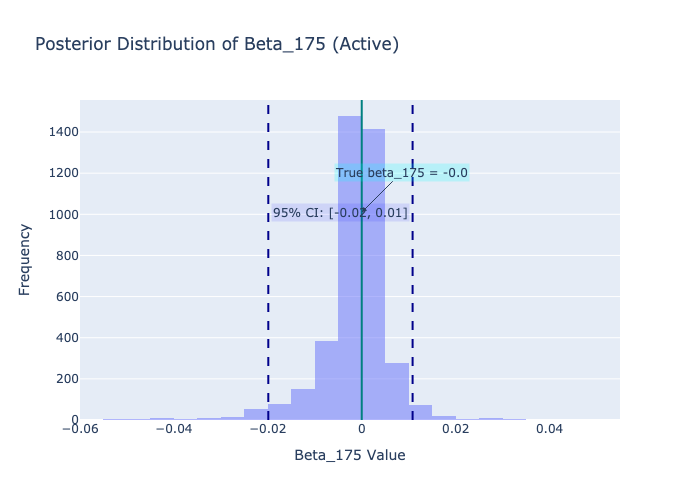 Posterior Distribution of Beta_175 (Active)
1400
1200
1000
800
600
400
200
0
Frequency
True beta_175 = -0.0
95% CI: [-0.02, 0.01]
−0.06
−0.04
−0.02
0
0.02
0.04
Beta_175 Value